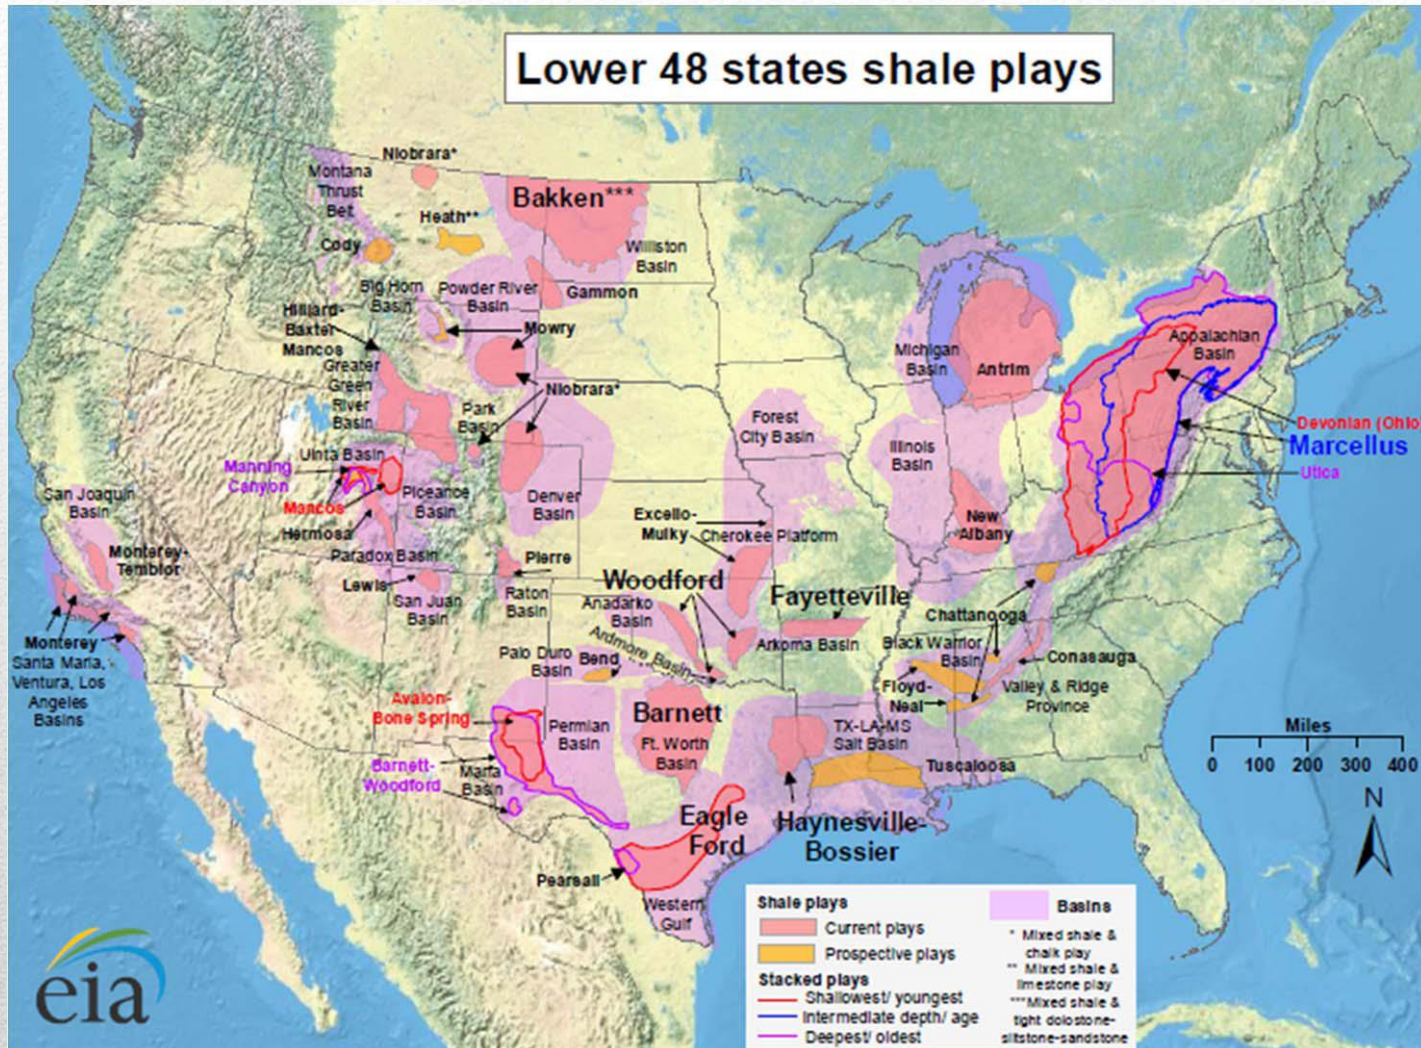 Lower 48 states shale plays
Niobrara*
Montana
Thrust
Belt
Bakken***
Heath**
Cody
Williston
Basin
Big Horn
Basin
Powder River
Basin
Gammon
Hilliard-
Baxter
Mancos
Mowry
Greater
Green
River
Basin
Niobrara*
Park
Basin
Michigan
Basin
Antrim
Appalachian
Basin
Forest
City Basin
Illinois
Basin
Devonian (Ohio
Marcellus
Utica
Uinta Basin
Manning
Canyon
Mancos
Piceance
Basin
Denver
Basin
Hermosa
Paradox Basin
San Joaquin
Basin
Monterey-
Temblor
Excello-
Mulky
Cherokee Platform
New
Albany
Pierre
Lewis
San Juan
Basin
Raton
Basin
Woodford
Anadarko
Basin
Fayetteville
Arkoma Basin
Ardmore Basin
Chattanooga
Black Warrior
Basin
Conasauga
Floyd-
Neal
Valley & Ridge
Province
Monterey
Santa Maria,
Ventura, Los
Angeles
Basins
Palo Duro
Basin
Bend
Avalon-
Bone Spring
Permian
Basin
Barnett
Ft. Worth
Basin
TX-LA-MS
Salt Basin
Tuscaloosa
Barnett-
Woodford
Marfa
Basin
Eagle
Ford
Haynesville-
Bossier
Pearsall
Western
Gulf
Miles
0 100 200 300 400
N
Shale plays
Current plays
Prospective plays
Stacked plays
Shallowest/ youngest
Intermediate depth/ age
Deepest/ oldest
Basins
* Mixed shale &
chalk play
** Mixed shale &
limestone play
***Mixed shale &
tight dolostone-
siltstone-sandstone
eia